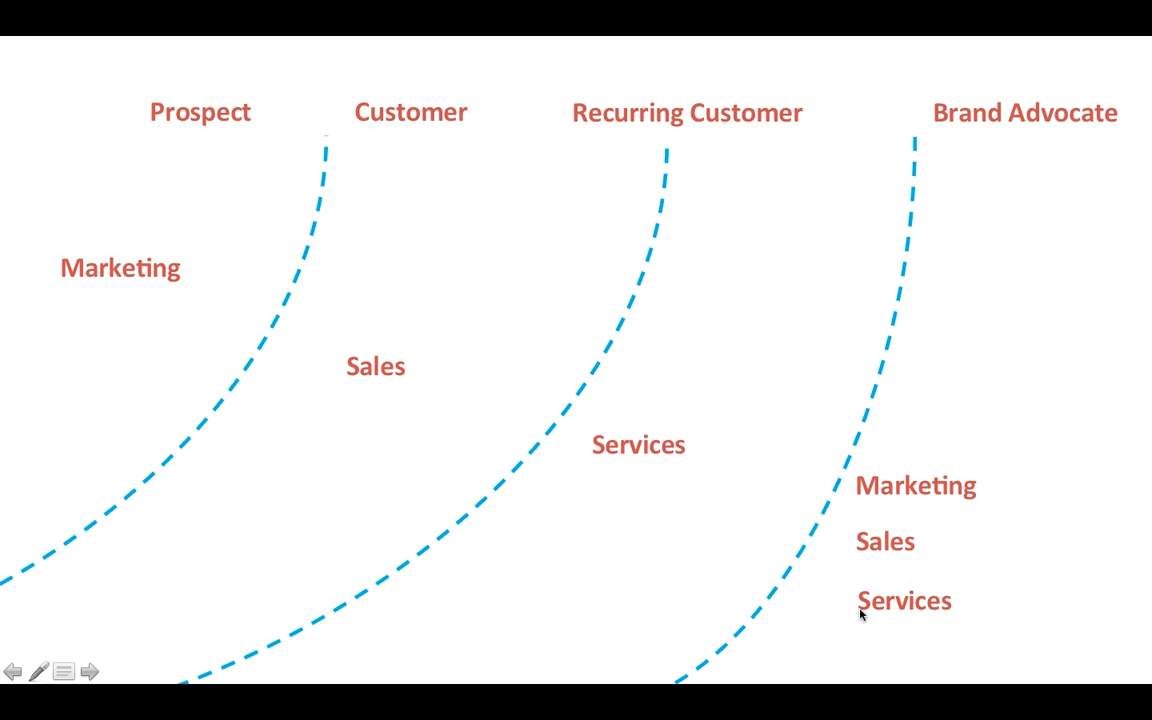 Prospect
Customer
Recurring Customer
Brand Advocate
Marketing
Sales
Services
Marketing
Sales
Services